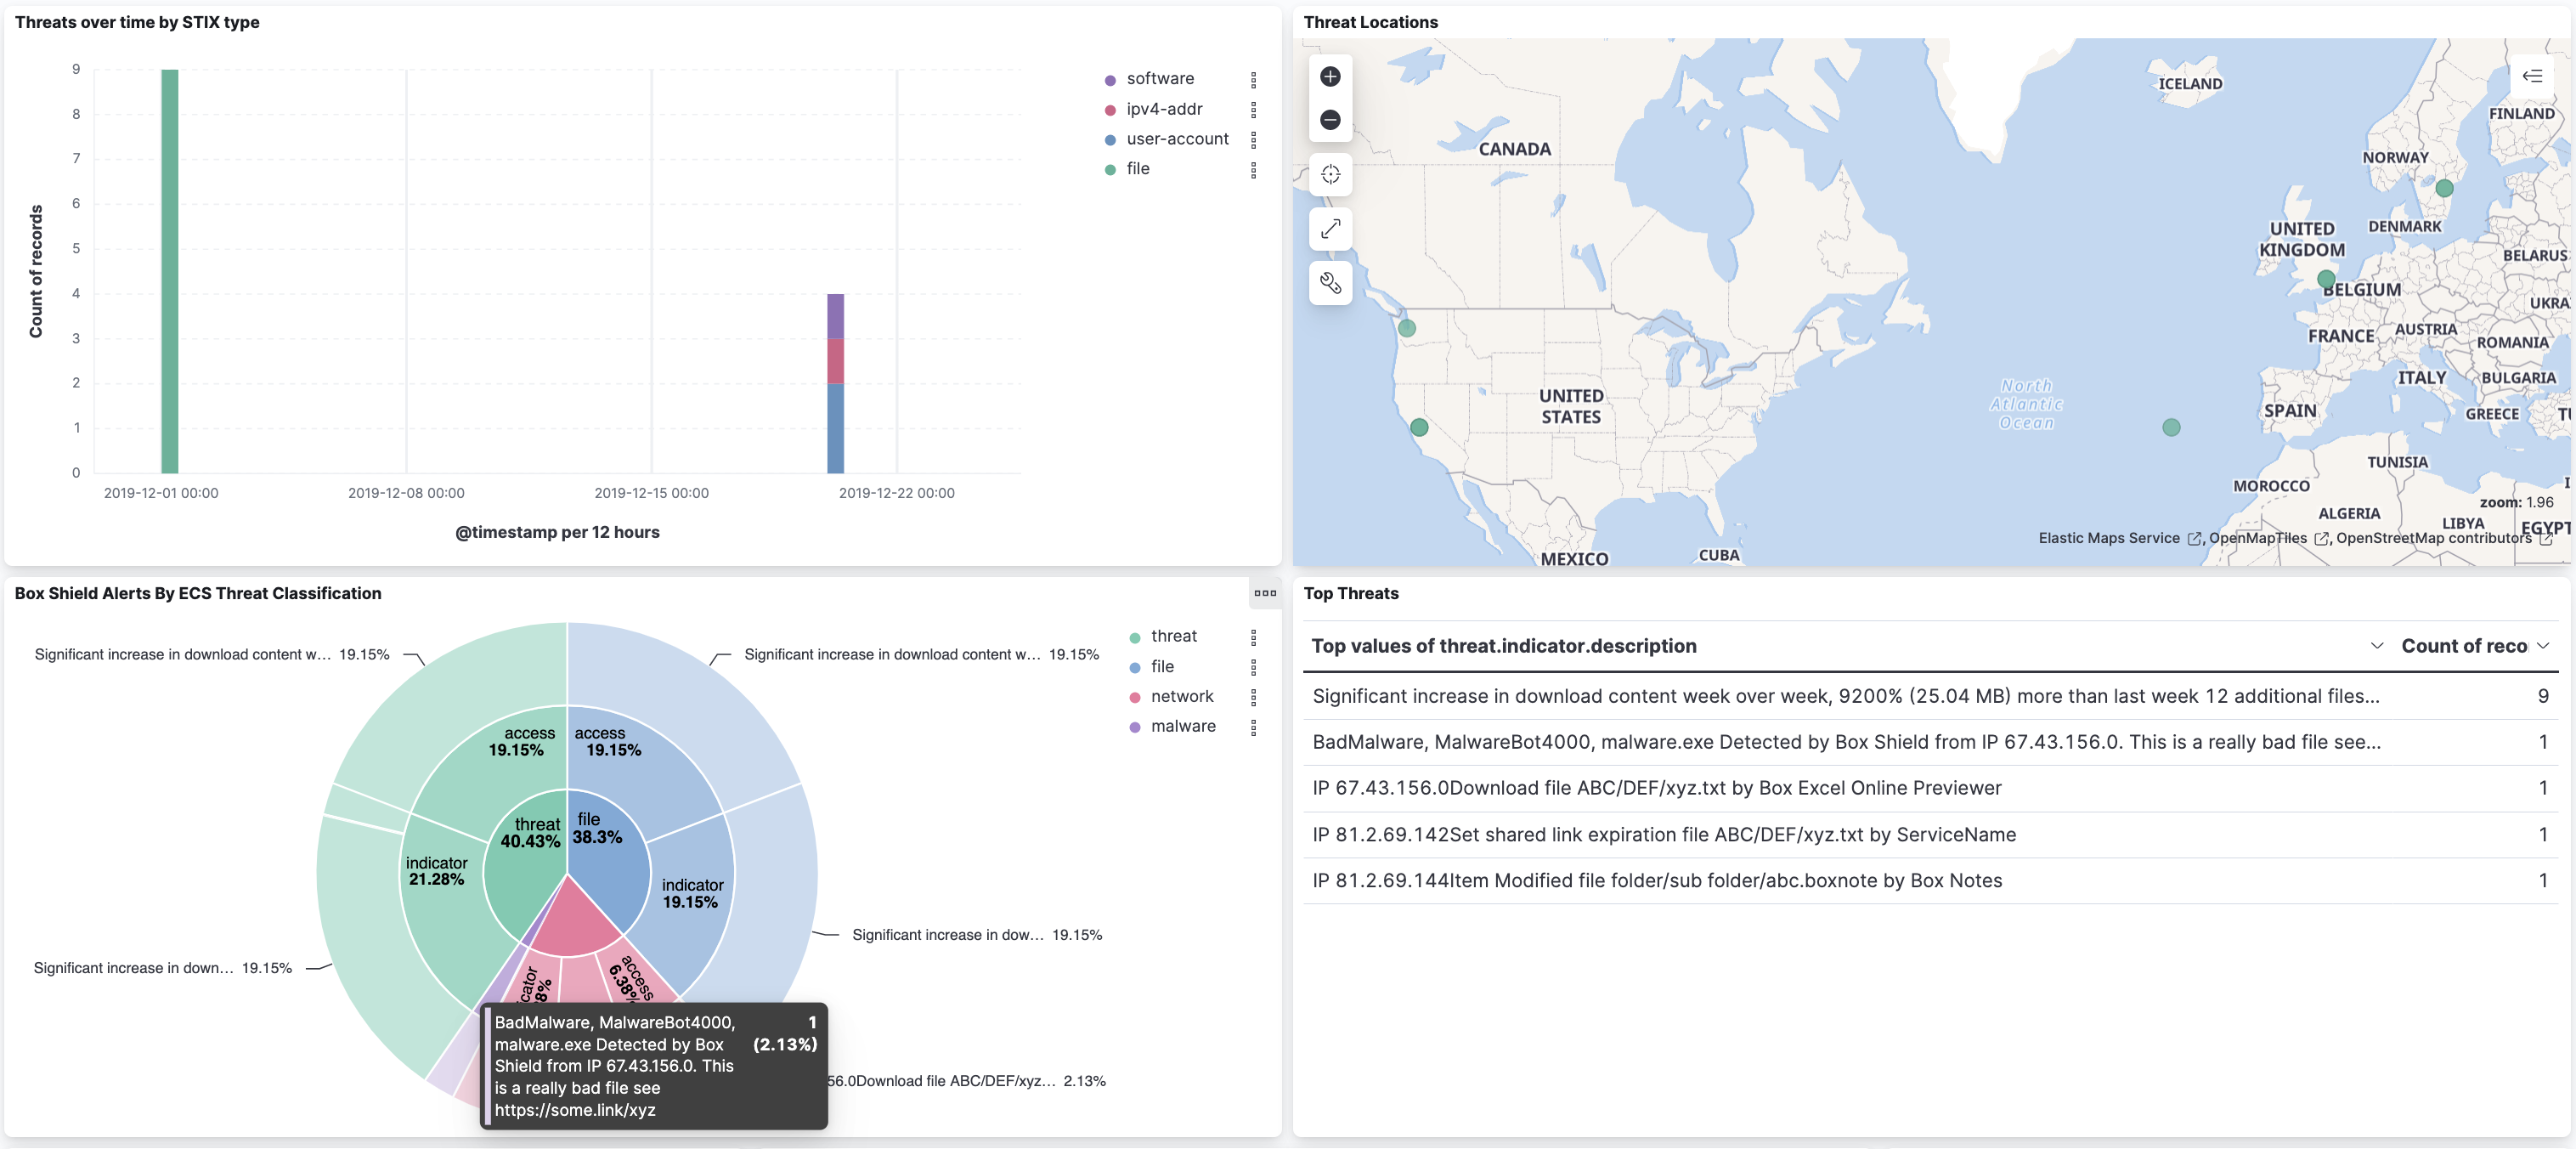 Threats over time by STIX type
9
8
7
6
5
4
3
2
1
0
Count of records
2019-12-01 00:00
2019-12-08 00:00
2019-12-15 00:00
2019-12-22 00:00
@timestamp per 12 hours
software
ipv4-addr
user-account
file
Threat Locations
ICELAND
FINLAND
NORWAY
CANADA
UNITED
KINGDOM
DENMARK
BELARUS
BELGIUM
UKRA
FRANCE
AUSTRIA
ROMANIA
ITALY
BULGARIA
North
Atlantic
Ocean
UNITED
STATES
SPAIN
GREECE
TU
TUNISIA
MOROCCO
I
zoom: 1.96
ALGERIA
LIBYA
EGYPT
Elastic Maps Service , OpenMapTiles , OpenStreetMap contributors
MEXICO
CUBA
Box Shield Alerts By ECS Threat Classification
Significant increase in download content w... 19.15%
Significant increase in download content w... 19.15%
access
19.15%
access
19.15%
threat
40.43%
file
38.3%
indicator
21.28%
indicator
19.15%
Significant increase in dow... 19.15%
Significant increase in down... 19.15%
icator
access
6.38%
38%
BadMalware, MalwareBot4000,
malware.exe Detected by Box
Shield from IP 67.43.156.0. This
is a really bad file see
https://some.link/xyz
1
(2.13%)
56.0Download file ABC/DEF/xyz... 2.13%
threat
file
network
malware
Top Threats
Top values of threat.indicator.description
Count of reco
Significant increase in download content week over week, 9200% (25.04 MB) more than last week 12 additional files... 9
BadMalware, MalwareBot4000, malware.exe Detected by Box Shield from IP 67.43.156.0. This is a really bad file see... 1
IP 67.43.156.0Download file ABC/DEF/xyz.txt by Box Excel Online Previewer 1
IP 81.2.69.142Set shared link expiration file ABC/DEF/xyz.txt by ServiceName 1
IP 81.2.69.144Item Modified file folder/sub folder/abc.boxnote by Box Notes 1